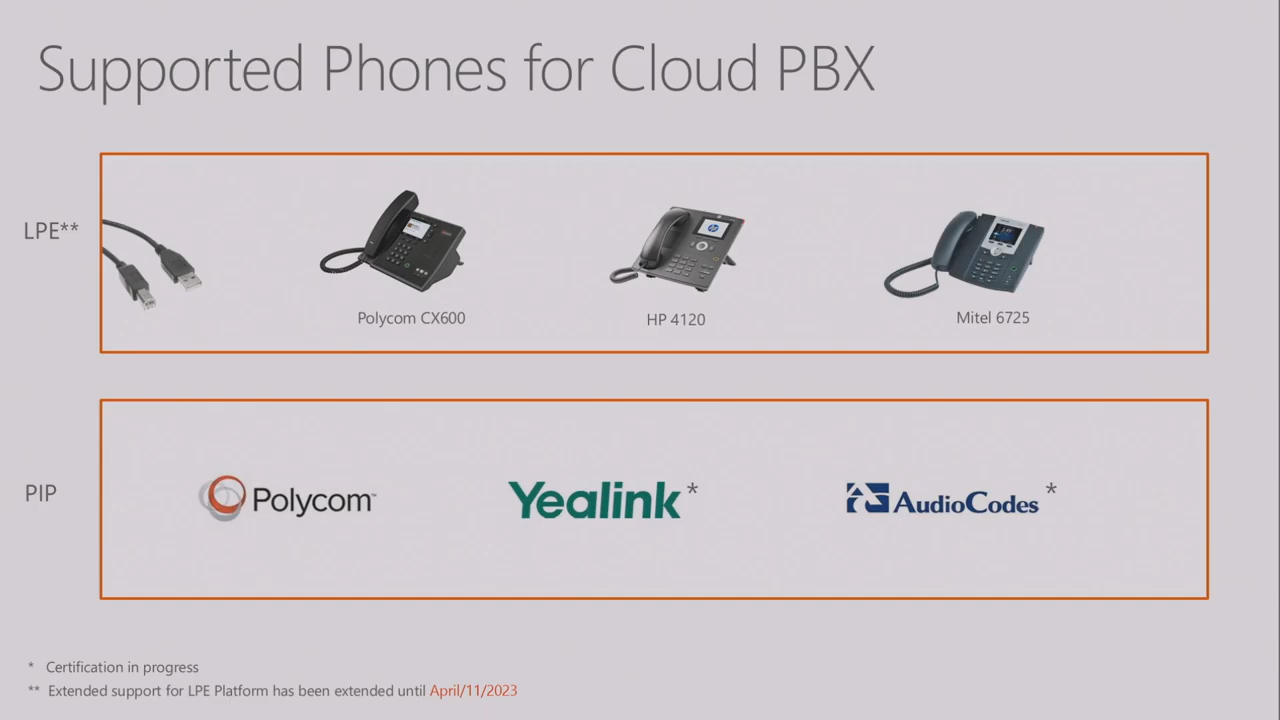 Supported Phones for Cloud PBX
LPE**
Polycom CX600
HP 4120
Mitel 6725
PIP
Polycom™
Yealink*
AudioCodes*
* Certification in progress
** Extended support for LPE Platform has been extended until April/11/2023